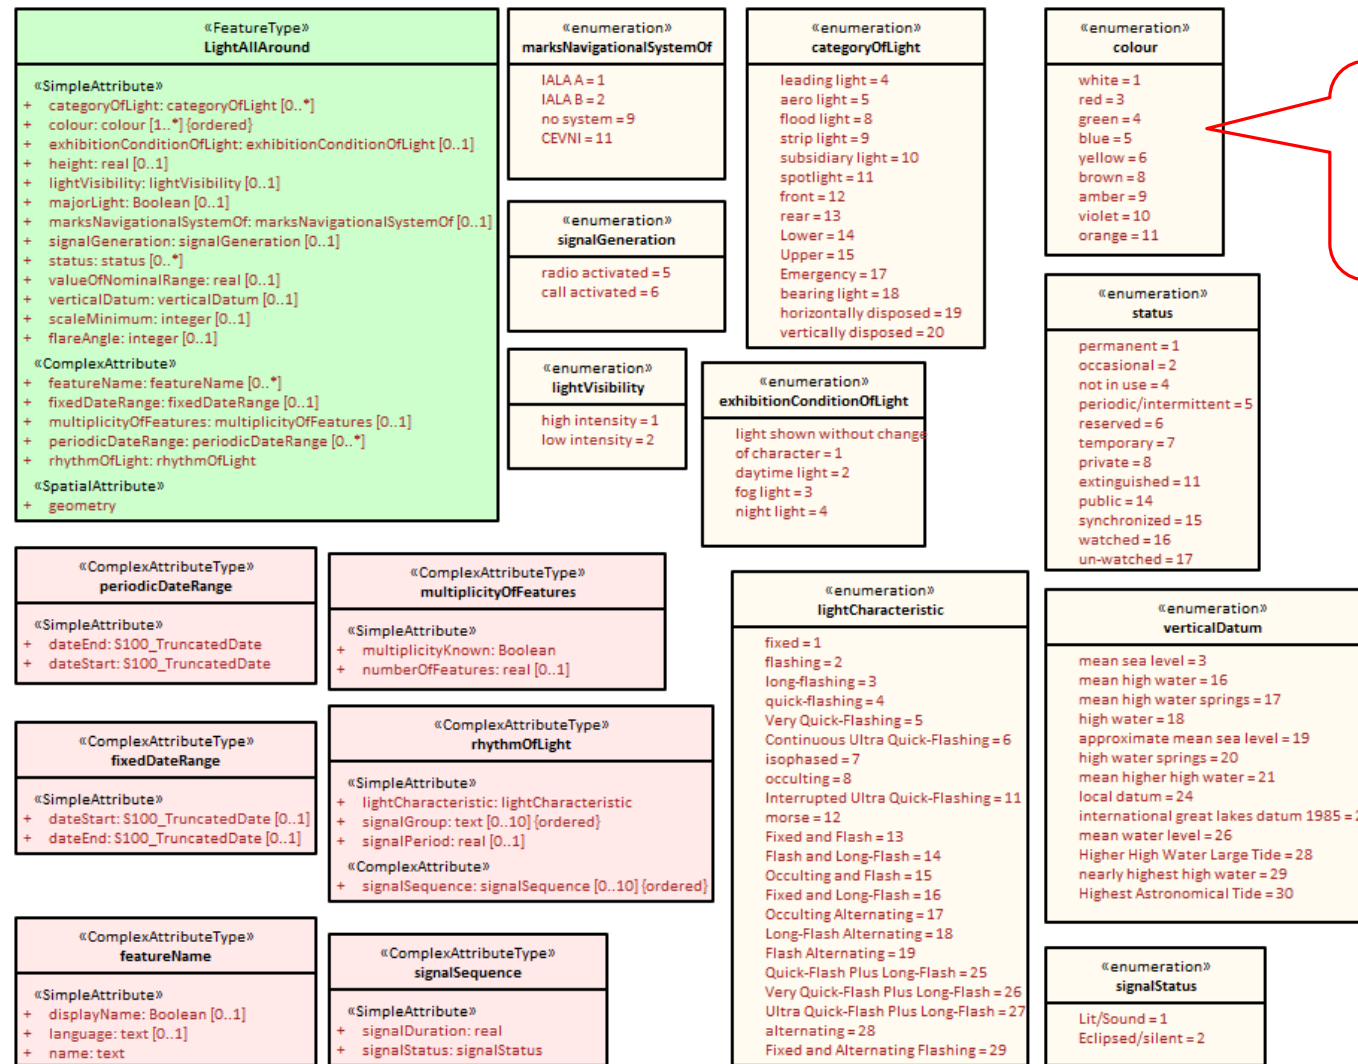 «FeatureType»
LightAllAround
«SimpleAttribute»
+ categoryOfLight: categoryOfLight [0..*]
+ colour: colour [1..*] {ordered}
+ exhibitionConditionOfLight: exhibitionConditionOfLight [0..1]
+ height: real [0..1]
+ lightVisibility: lightVisibility [0..1]
+ majorLight: Boolean [0..1]
+ marksNavigationalSystemOf: marksNavigationalSystemOf [0..1]
+ signalGeneration: signalGeneration [0..1]
+ status: status [0..*]
+ valueOfNominalRange: real [0..1]
+ verticalDatum: verticalDatum [0..1]
+ scaleMinimum: integer [0..1]
+ flareAngle: integer [0..1]
«ComplexAttribute»
+ featureName: featureName [0..*]
+ fixedDateRange: fixedDateRange [0..1]
+ multiplicityOfFeatures: multiplicityOfFeatures [0..1]
+ periodicDateRange: periodicDateRange [0..*]
+ rhythmOfLight: rhythmOfLight
«SpatialAttribute»
+ geometry
«enumeration»
marksNavigationalSystemOf
IALA A = 1
IALA B = 2
no system = 9
CEVNI = 11
«enumeration»
signalGeneration
radio activated = 5
call activated = 6
«enumeration»
lightVisibility
high intensity = 1
low intensity = 2
«enumeration»
categoryOfLight
leading light = 4
aero light = 5
flood light = 8
strip light = 9
subsidiary light = 10
spotlight = 11
front = 12
rear = 13
Lower = 14
Upper = 15
Emergency = 17
bearing light = 18
horizontally disposed = 19
vertically disposed = 20
«enumeration»
exhibitionConditionOfLight
light shown without change
of character = 1
daytime light = 2
fog light = 3
night light = 4
«enumeration»
colour
white = 1
red = 3
green = 4
blue = 5
yellow = 6
brown = 8
amber = 9
violet = 10
orange = 11
«enumeration»
status
permanent = 1
occasional = 2
not in use = 4
periodic/intermittent = 5
reserved = 6
temporary = 7
private = 8
extinguished = 11
public = 14
synchronized = 15
watched = 16
un-watched = 17
«ComplexAttributeType»
periodicDateRange
«SimpleAttribute»
+ dateEnd: S100_TruncatedDate
+ dateStart: S100_TruncatedDate
«ComplexAttributeType»
multiplicityOfFeatures
«SimpleAttribute»
+ multiplicityKnown: Boolean
+ numberOfFeatures: real [0..1]
«ComplexAttributeType»
fixedDateRange
«SimpleAttribute»
+ dateStart: S100_TruncatedDate [0..1]
+ dateEnd: S100_TruncatedDate [0..1]
«ComplexAttributeType»
rhythmOfLight
«SimpleAttribute»
+ lightCharacteristic: lightCharacteristic
+ signalGroup: text [0..10] {ordered}
+ signalPeriod: real [0..1]
«ComplexAttribute»
+ signalSequence: signalSequence [0..10] {ordered}
«ComplexAttributeType»
featureName
«SimpleAttribute»
+ displayName: Boolean [0..1]
+ language: text [0..1]
+ name: text
«ComplexAttributeType»
signalSequence
«SimpleAttribute»
+ signalDuration: real
+ signalStatus: signalStatus
«enumeration»
lightCharacteristic
fixed = 1
flashing = 2
long-flashing = 3
quick-flashing = 4
Very Quick-Flashing = 5
Continuous Ultra Quick-Flashing = 6
isophased = 7
occulting = 8
Interrupted Ultra Quick-Flashing = 11
morse = 12
Fixed and Flash = 13
Flash and Long-Flash = 14
Occulting and Flash = 15
Fixed and Long-Flash = 16
Occulting Alternating = 17
Long-Flash Alternating = 18
Flash Alternating = 19
Quick-Flash Plus Long-Flash = 25
Very Quick-Flash Plus Long-Flash = 26
Ultra Quick-Flash Plus Long-Flash = 27
alternating = 28
Fixed and Alternating Flashing = 29
«enumeration»
verticalDatum
mean sea level = 3
mean high water = 16
mean high water springs = 17
high water = 18
approximate mean sea level = 19
high water springs = 20
mean higher high water = 21
local datum = 24
international great lakes datum 1985 =
mean water level = 26
Higher High Water Large Tide = 28
nearly highest high water = 29
Highest Astronomical Tide = 30
«enumeration»
signalStatus
Lit/Sound = 1
Eclipsed/silent = 2